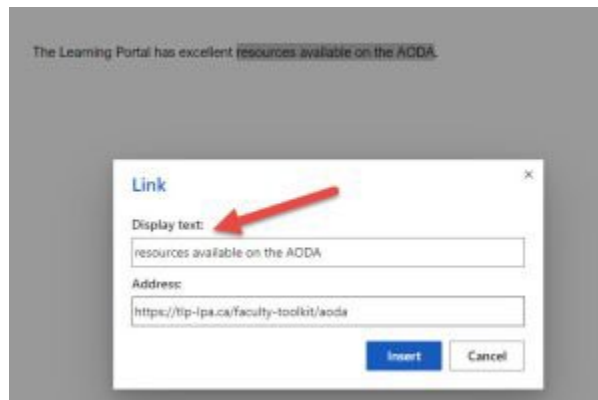 The Learning Portal has excellent resources available on the AODA.
Link
×
Display text:
resources available on the AODA
Address:
https://tlp-lpa.ca/faculty-toolkit/aoda
Insert Cancel